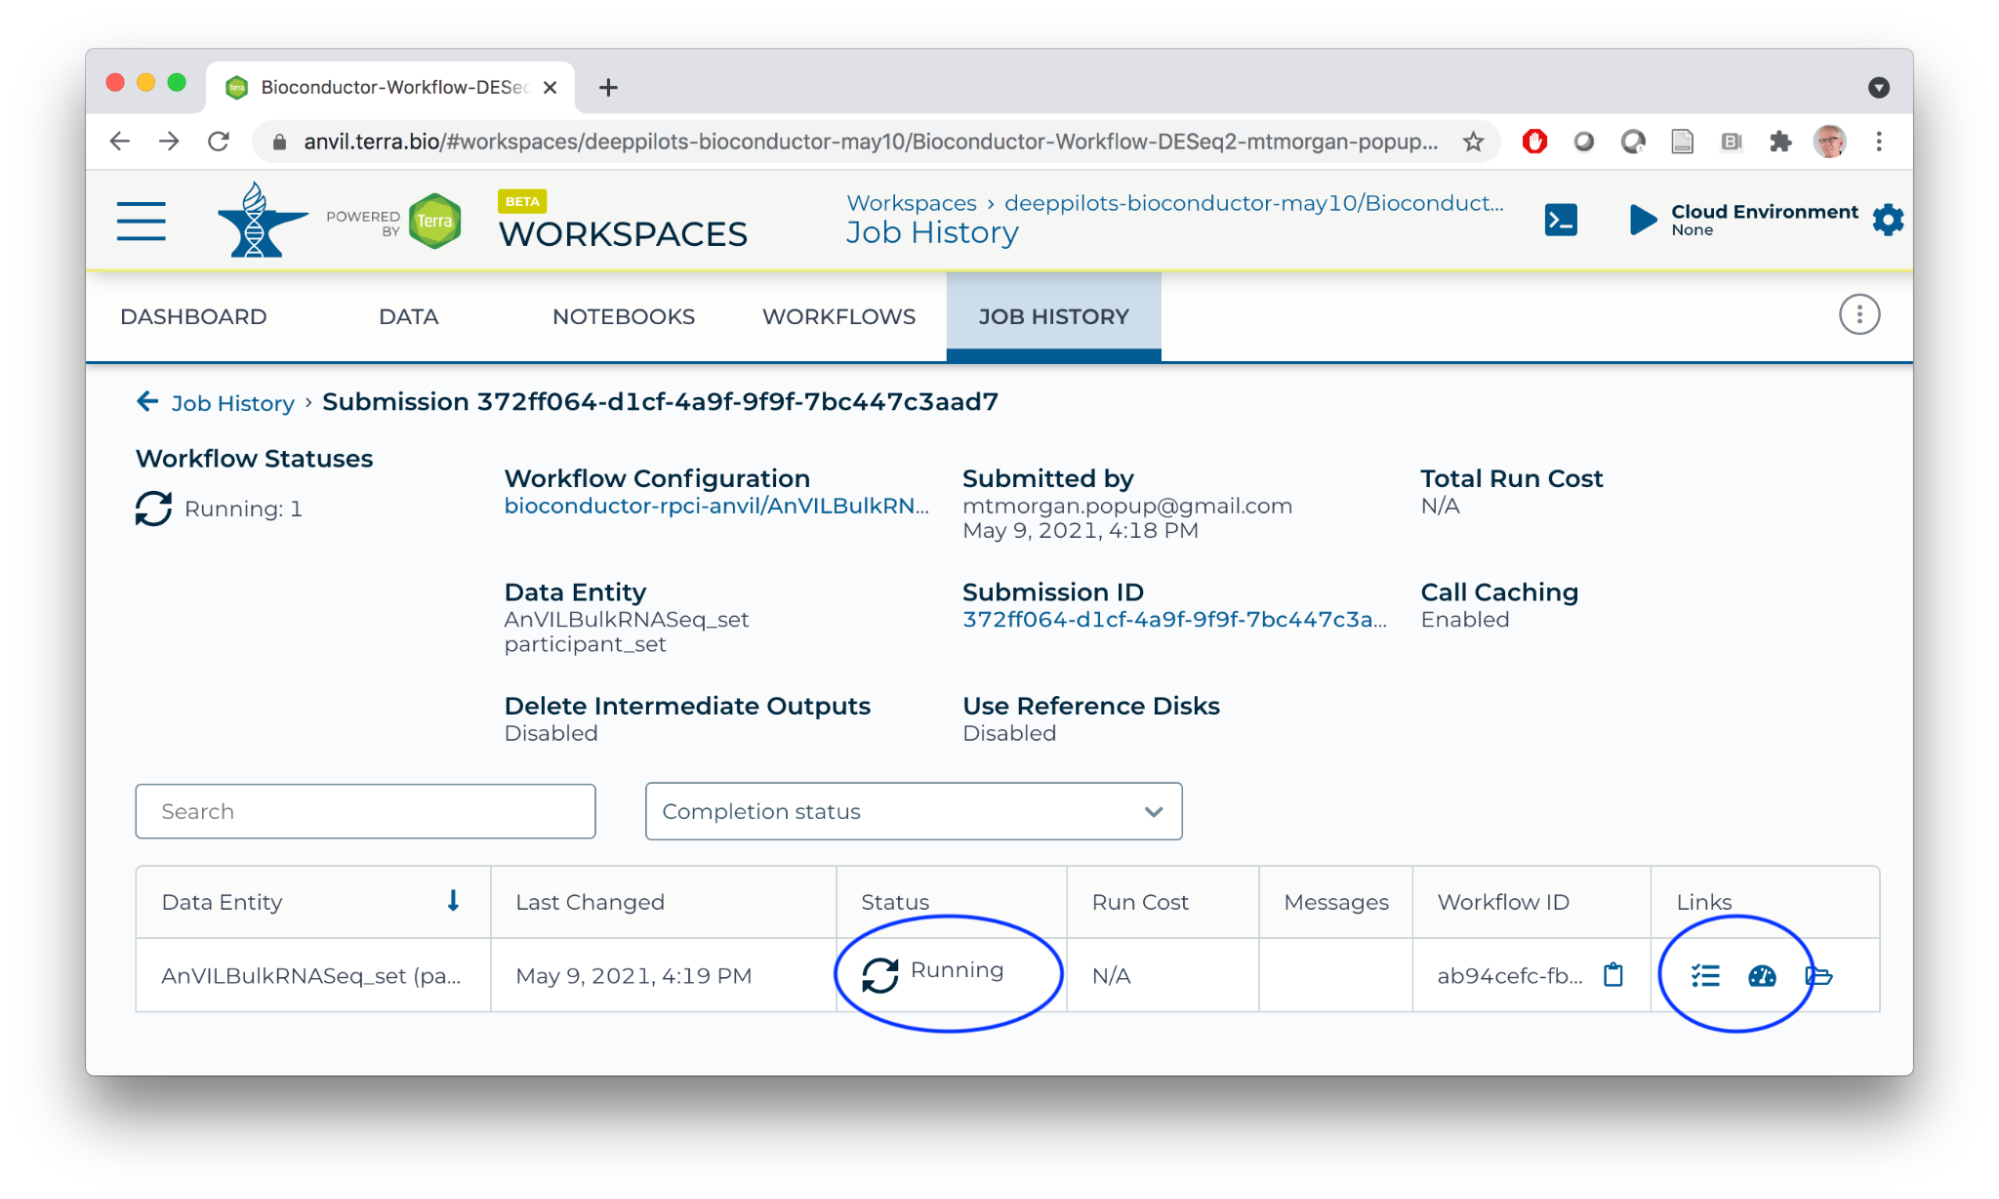 Bioconductor-Workflow-DESec
anvil.terra.bio/#workspaces/deeppilots-bioconductor-may10/Bioconductor-Workflow-DESeq2-mtmorgan-popup...
POWERED BY
Terra
BETA
WORKSPACES
Workspaces › deeppilots-bioconductor-may10/Bioconduct...
Job History
Cloud Environment
None
DASHBOARD
DATA
NOTEBOOKS
WORKFLOWS
JOB HISTORY
Job History › Submission 372ff064-d1cf-4a9f-9f9f-7bc447c3aad7
Workflow Statuses
Running: 1
Workflow Configuration
bioconductor-rpci-anvil/AnVILBulkRN...
Submitted by
mtmorgan.popup@gmail.com
May 9, 2021, 4:18 PM
Total Run Cost
N/A
Data Entity
AnVILBulkRNASeq_set
participant_set
Submission ID
372ff064-d1cf-4a9f-9f9f-7bc447c3a...
Call Caching
Enabled
Delete Intermediate Outputs
Disabled
Use Reference Disks
Disabled
Search
Completion status
Data Entity
Last Changed
Status
Run Cost
Messages
Workflow ID
Links
AnVILBulkRNASeq_set (pa...
May 9, 2021, 4:19 PM
Running
N/A
ab94cefc-fb...